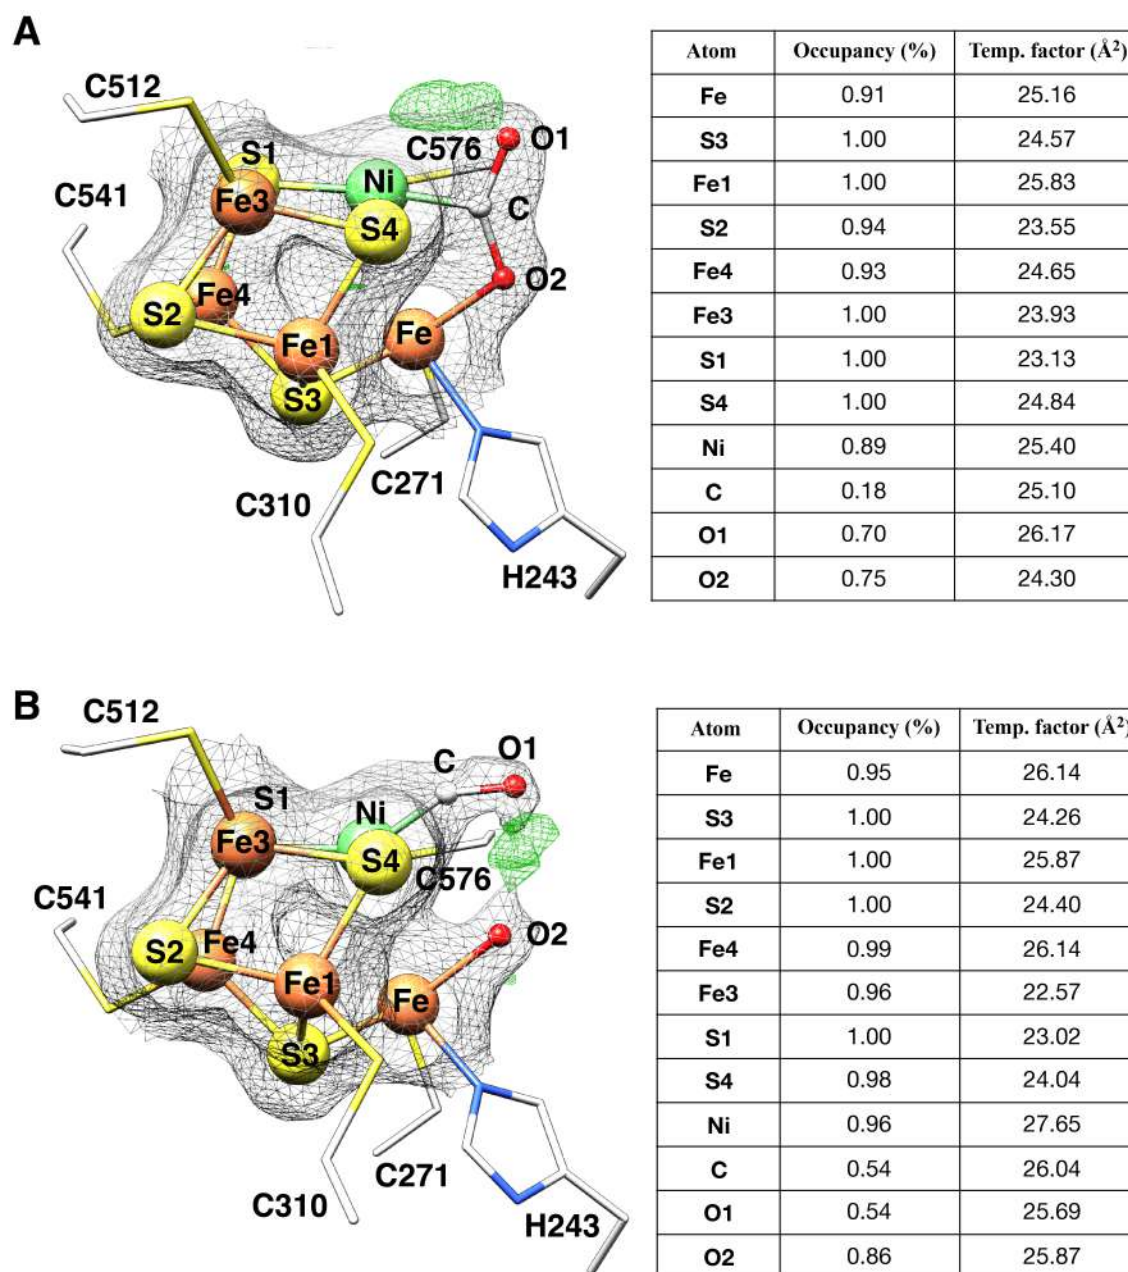 A
C512
C541
S1
Fe3
Ni
C576
O1
C
S4
O2
S2
Fe4
Fe1
Fe
S3
C271
C310
H243
Atom Occupancy (%) Temp. factor (Å²)
Fe 0.91 25.16
S3 1.00 24.57
Fe1 1.00 25.83
S2 0.94 23.55
Fe4 0.93 24.65
Fe3 1.00 23.93
S1 1.00 23.13
S4 1.00 24.84
Ni 0.89 25.40
C 0.18 25.10
O1 0.70 26.17
O2 0.75 24.30
B
C512
C541
S1
Fe3
Ni
C
O1
S4
C576
O2
S2
Fe4
Fe1
Fe
S3
C271
C310
H243
Atom Occupancy (%) Temp. factor (Å²)
Fe 0.95 26.14
S3 1.00 24.26
Fe1 1.00 25.87
S2 1.00 24.40
Fe4 0.99 26.14
Fe3 0.96 22.57
S1 1.00 23.02
S4 0.98 24.04
Ni 0.96 27.65
C 0.54 26.04
O1 0.54 25.69
O2 0.86 25.87